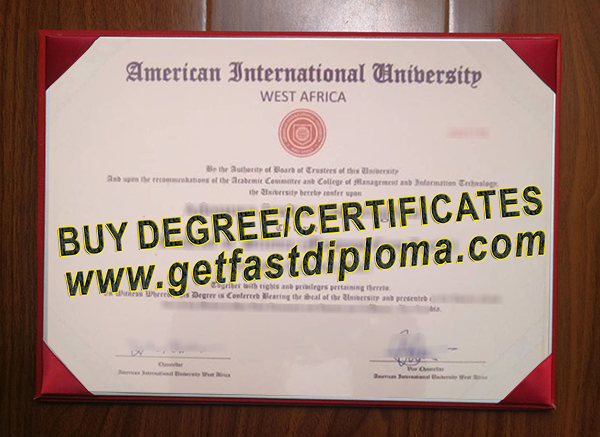 American International University
WEST AFRICA
By the Authority of Board of Trustees of this University
And upon the recommendations of the Academic Committee and College of Management and Information Technology,
the University hereby confer upon
BUY DEGREE/CERTIFICATES
www.getfastdiploma.com
Together with rights and privileges pertaining thereto.
In Witness Whereof this Degree is Conferred Bearing the Seal of the University and presented
Chancellor
Vice Chancellor
American International University West Africa
American International University West Africa